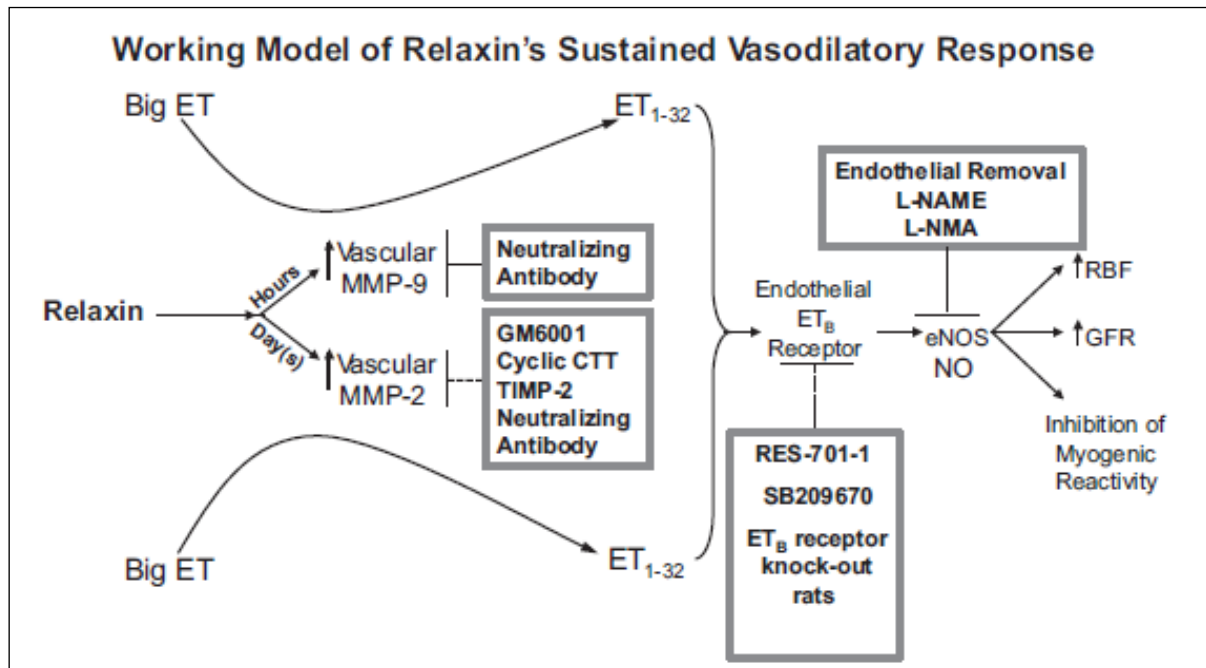 Working Model of Relaxin's Sustained Vasodilatory Response
Big ET
ET1-32
Endothelial Removal
L-NAME
L-NMA
↑Vascular
MMP-9
Neutralizing
Antibody
Hours
Relaxin
Day(s)
↑Vascular
MMP-2
GM6001
Cyclic CTT
TIMP-2
Neutralizing
Antibody
Endothelial
ETB
Receptor
eNOS
NO
↑RBF
↑GFR
Inhibition of
Myogenic
Reactivity
RES-701-1
SB209670
ETB receptor
knock-out
rats
Big ET
ET1-32